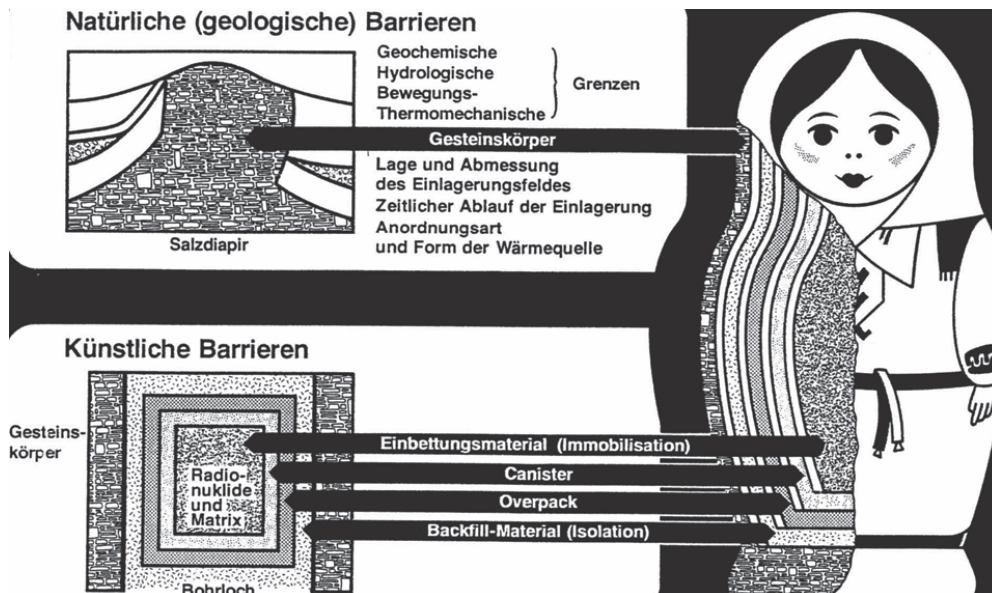 Natürliche (geologische) Barrieren
Geochemische
Hydrologische
Bewegungs-
Thermomechanische
Grenzen
Gesteinskörper
Lage und Abmessung
des Einlagerungsfeldes
Zeitlicher Ablauf der Einlagerung
Anordnungsart
und Form der Wärmequelle
Salzdiapir
Künstliche Barrieren
Gesteins-
körper
Radio-
nuklide
und
Matrix
Einbettungsmaterial (Immobilisation)
Canister
Overpack
Backfill-Material (Isolation)
Bohrloch